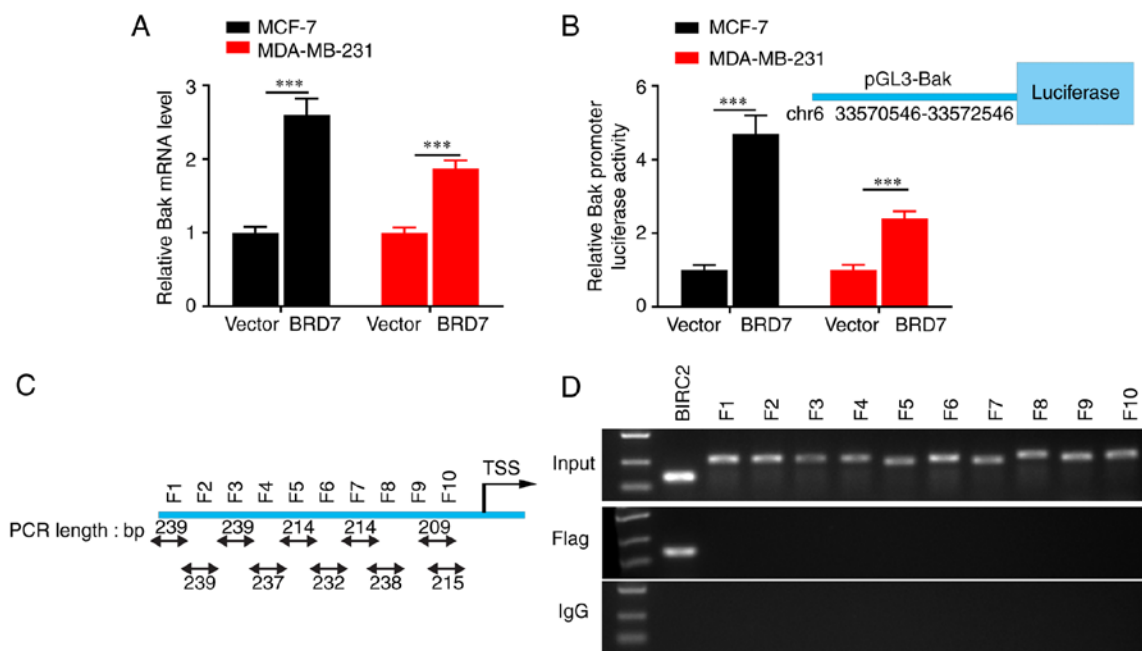 A
MCF-7
MDA-MB-231
Relative Bak mRNA level
3
2
1
0
***
***
Vector BRD7 Vector BRD7
B
MCF-7
MDA-MB-231
pGL3-Bak
chr6 33570546-33572546
Luciferase
Relative Bak promoter
luciferase activity
6
4
2
0
***
***
Vector BRD7 Vector BRD7
C
TSS
F1 F2 F3 F4 F5 F6 F7 F8 F9 F10
PCR length : bp 239 239 214 214 209
239 237 232 238 215
D
BIRC2 F1 F2 F3 F4 F5 F6 F7 F8 F9 F10
Input
Flag
IgG